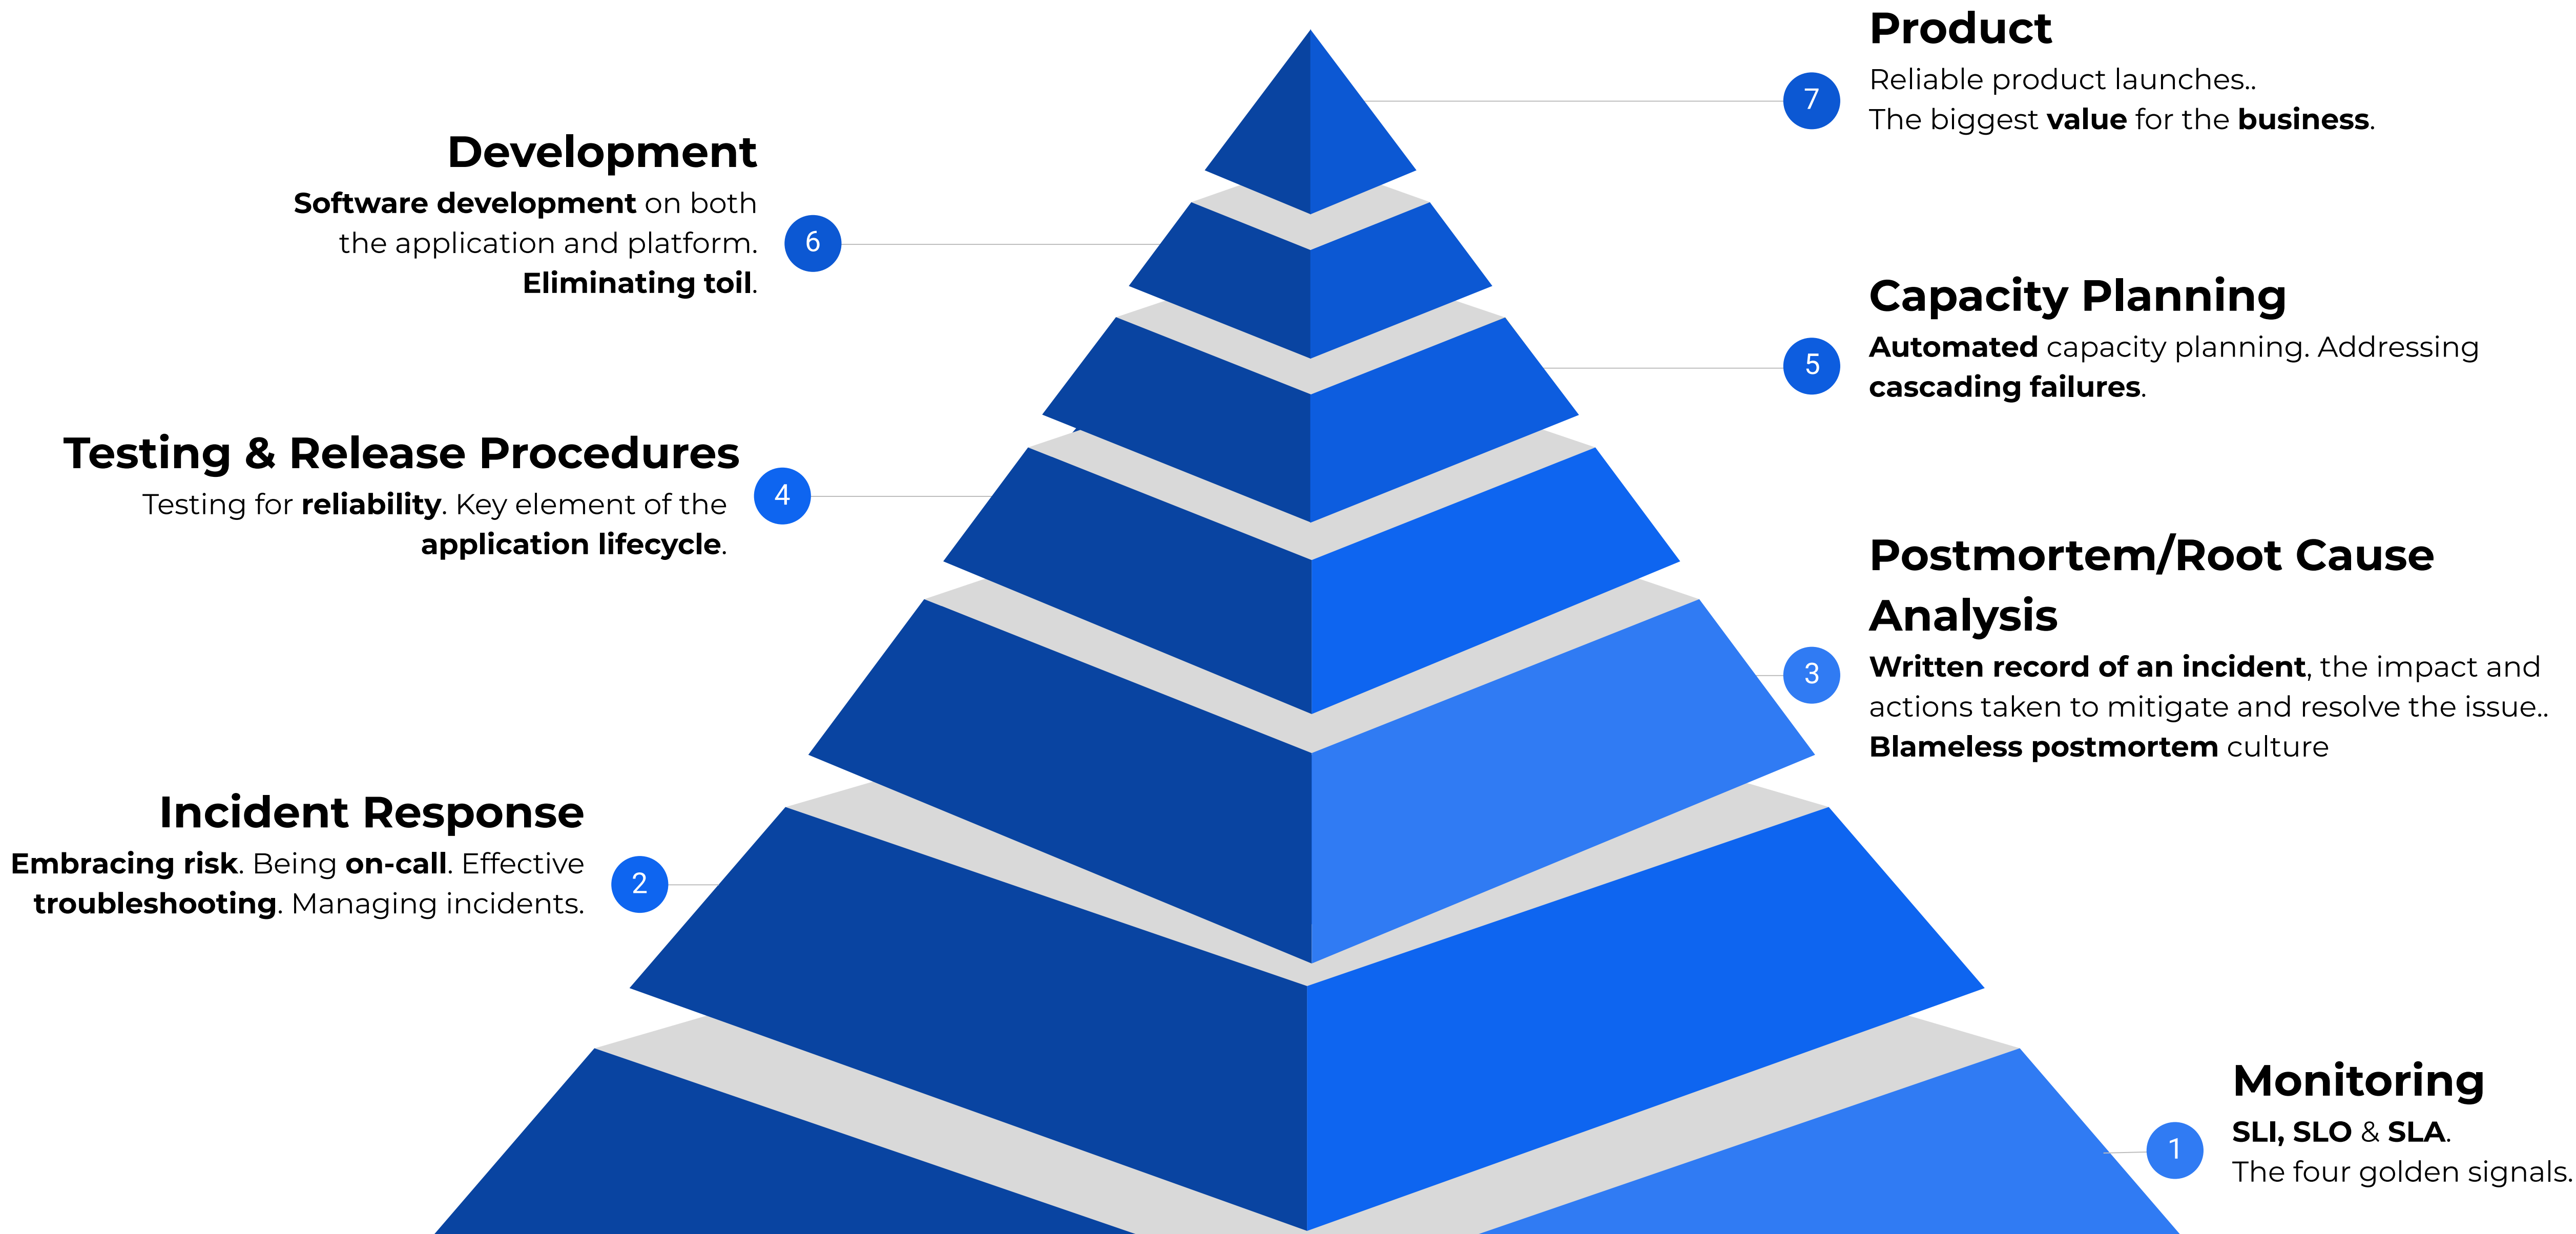 Product
Reliable product launches..
The biggest value for the business.
7
Development
Software development on both
the application and platform.
Eliminating toil.
6
Capacity Planning
Automated capacity planning. Addressing
cascading failures.
5
Testing & Release Procedures
Testing for reliability. Key element of the
application lifecycle.
4
Postmortem/Root Cause
Analysis
Written record of an incident, the impact and
actions taken to mitigate and resolve the issue..
Blameless postmortem culture
3
Incident Response
Embracing risk. Being on-call. Effective
troubleshooting. Managing incidents.
2
Monitoring
SLI, SLO & SLA.
The four golden signals.
1